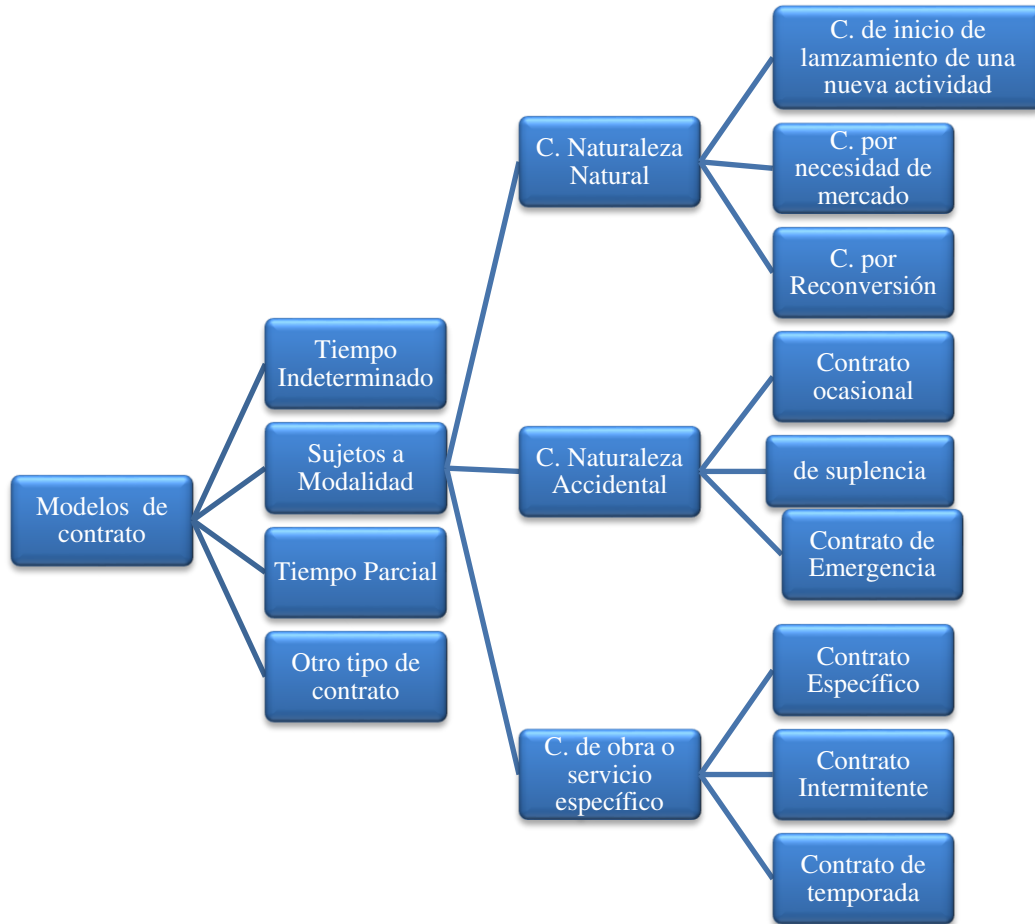 Modelos de
contrato
Tiempo
Indeterminado
Sujetos a
Modalidad
Tiempo Parcial
Otro tipo de
contrato
C. Naturaleza
Natural
C. Naturaleza
Accidental
C. de obra o
servicio
específico
C. de inicio de
lamzamiento de una
nueva actividad
C. por
necesidad de
mercado
C. por
Reconversión
Contrato
ocasional
de suplencia
Contrato de
Emergencia
Contrato
Específico
Contrato
Intermitente
Contrato de
temporada